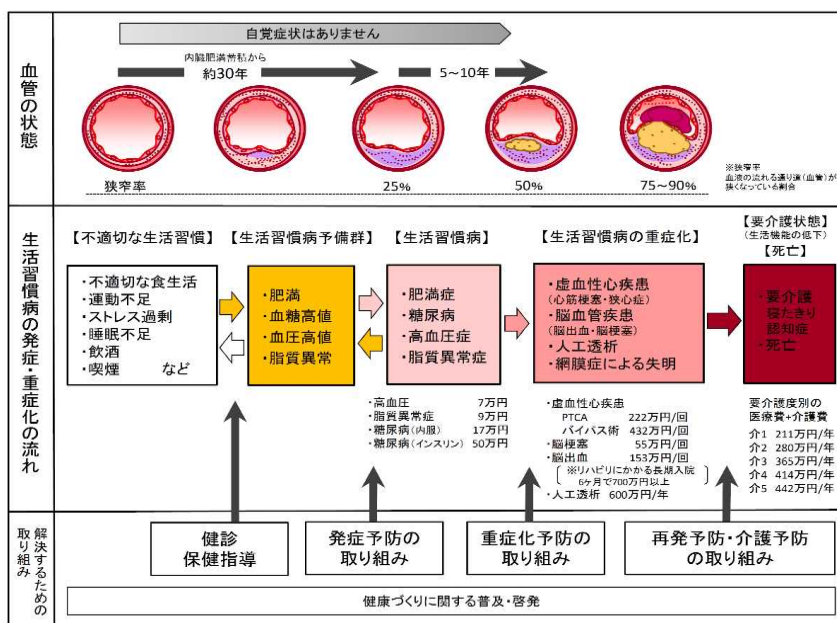 血管の状態
自覚症状はありません
内臓肥満蓄積から
約30年
5～10年
狭窄率
25%
50%
75～90%
※狭窄率
血液の流れる通り道(血管)が
狭くなっている割合
生活習慣病の発症・重症化の流れ
【不適切な生活習慣】
・不適切な食生活
・運動不足
・ストレス過剰
・睡眠不足
・飲酒
・喫煙 など
【生活習慣病予備群】
・肥満
・血糖高値
・血圧高値
・脂質異常
【生活習慣病】
・肥満症
・糖尿病
・高血圧症
・脂質異常症
・高血圧 7万円
・脂質異常症 9万円
・糖尿病(内服) 17万円
・糖尿病(インスリン) 50万円
【生活習慣病の重症化】
・虚血性心疾患
(心筋梗塞・狭心症)
・脳血管疾患
(脳出血・脳梗塞)
・人工透析
・網膜症による失明
・虚血性心疾患
PTCA 222万円/回
バイパス術 432万円/回
・脳梗塞 55万円/回
・脳出血 153万円/回
※リハビリにかかる長期入院
6ヶ月で700万円以上
・人工透析 600万円/年
【要介護状態】
(生活機能の低下)
【死亡】
・要介護
寝たきり
認知症
・死亡
要介護度別の
医療費+介護費
介1 211万円/年
介2 280万円/年
介3 365万円/年
介4 414万円/年
介5 442万円/年
解決するための
取り組み
健診
保健指導
発症予防の
取り組み
重症化予防の
取り組み
再発予防・介護予防
の取り組み
健康づくりに関する普及・啓発